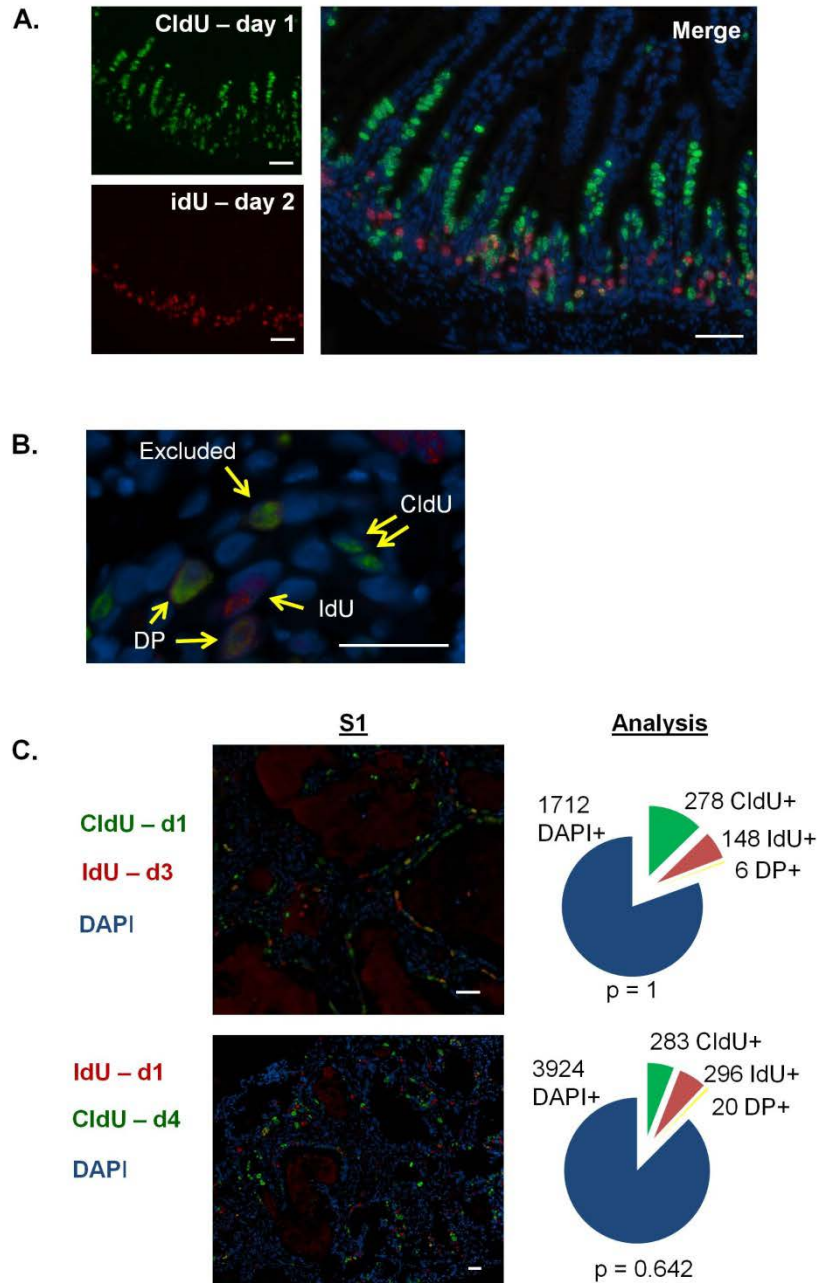 A.
CldU – day 1
idU – day 2
Merge
B.
Excluded
CldU
IdU
DP
S1
Analysis
C.
CldU – d1
IdU – d3
DAPI
1712
DAPI+
278 CldU+
148 IdU+
6 DP+
p = 1
IdU – d1
CldU – d4
DAPI
3924
DAPI+
283 CldU+
296 IdU+
20 DP+
p = 0.642